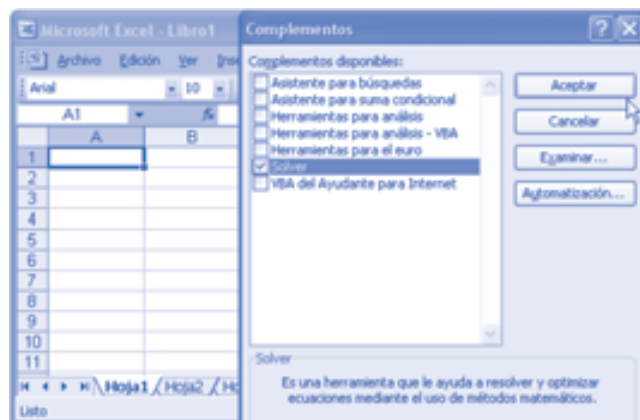 Microsoft Excel - Libro1
Archivo Edición Ver
Arial 10
A1 fx
A B
1
2
3
4
5
6
7
8
9
10
11
Hoja1 Hoja2
Listo
Complementos
Complementos disponibles:
Asistente para búsquedas
Asistente para suma condicional
Herramientas para análisis
Herramientas para análisis - VBA
Herramientas para el euro
Solver
VBA del Ayudante para Internet
Aceptar
Cancelar
Examinar...
Automatización...
Solver
Es una herramienta que le ayuda a resolver y optimizar
ecuaciones mediante el uso de métodos matemáticos.